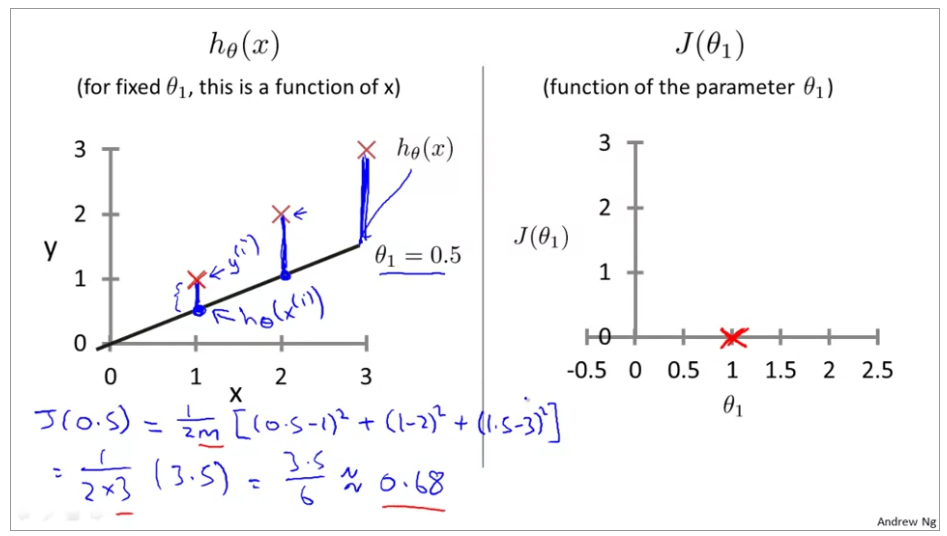 hθ(x)
(for fixed θ₁, this is a function of x)
3
2
1
0
y
0 1 2 3
x
hθ(x)
θ₁ = 0.5
y⁽ⁱ⁾
hθ(x⁽ⁱ⁾)
J(θ₁)
(function of the parameter θ₁)
3
2
1
0
J(θ₁)
-0.5 0 0.5 1 1.5 2 2.5
θ₁
J(0.5) = 1/2m [(0.5-1)² + (1-2)² + (1.5-3)²]
= 1/2×3 (3.5) = 3.5/6 ≈ 0.68
Andrew Ng